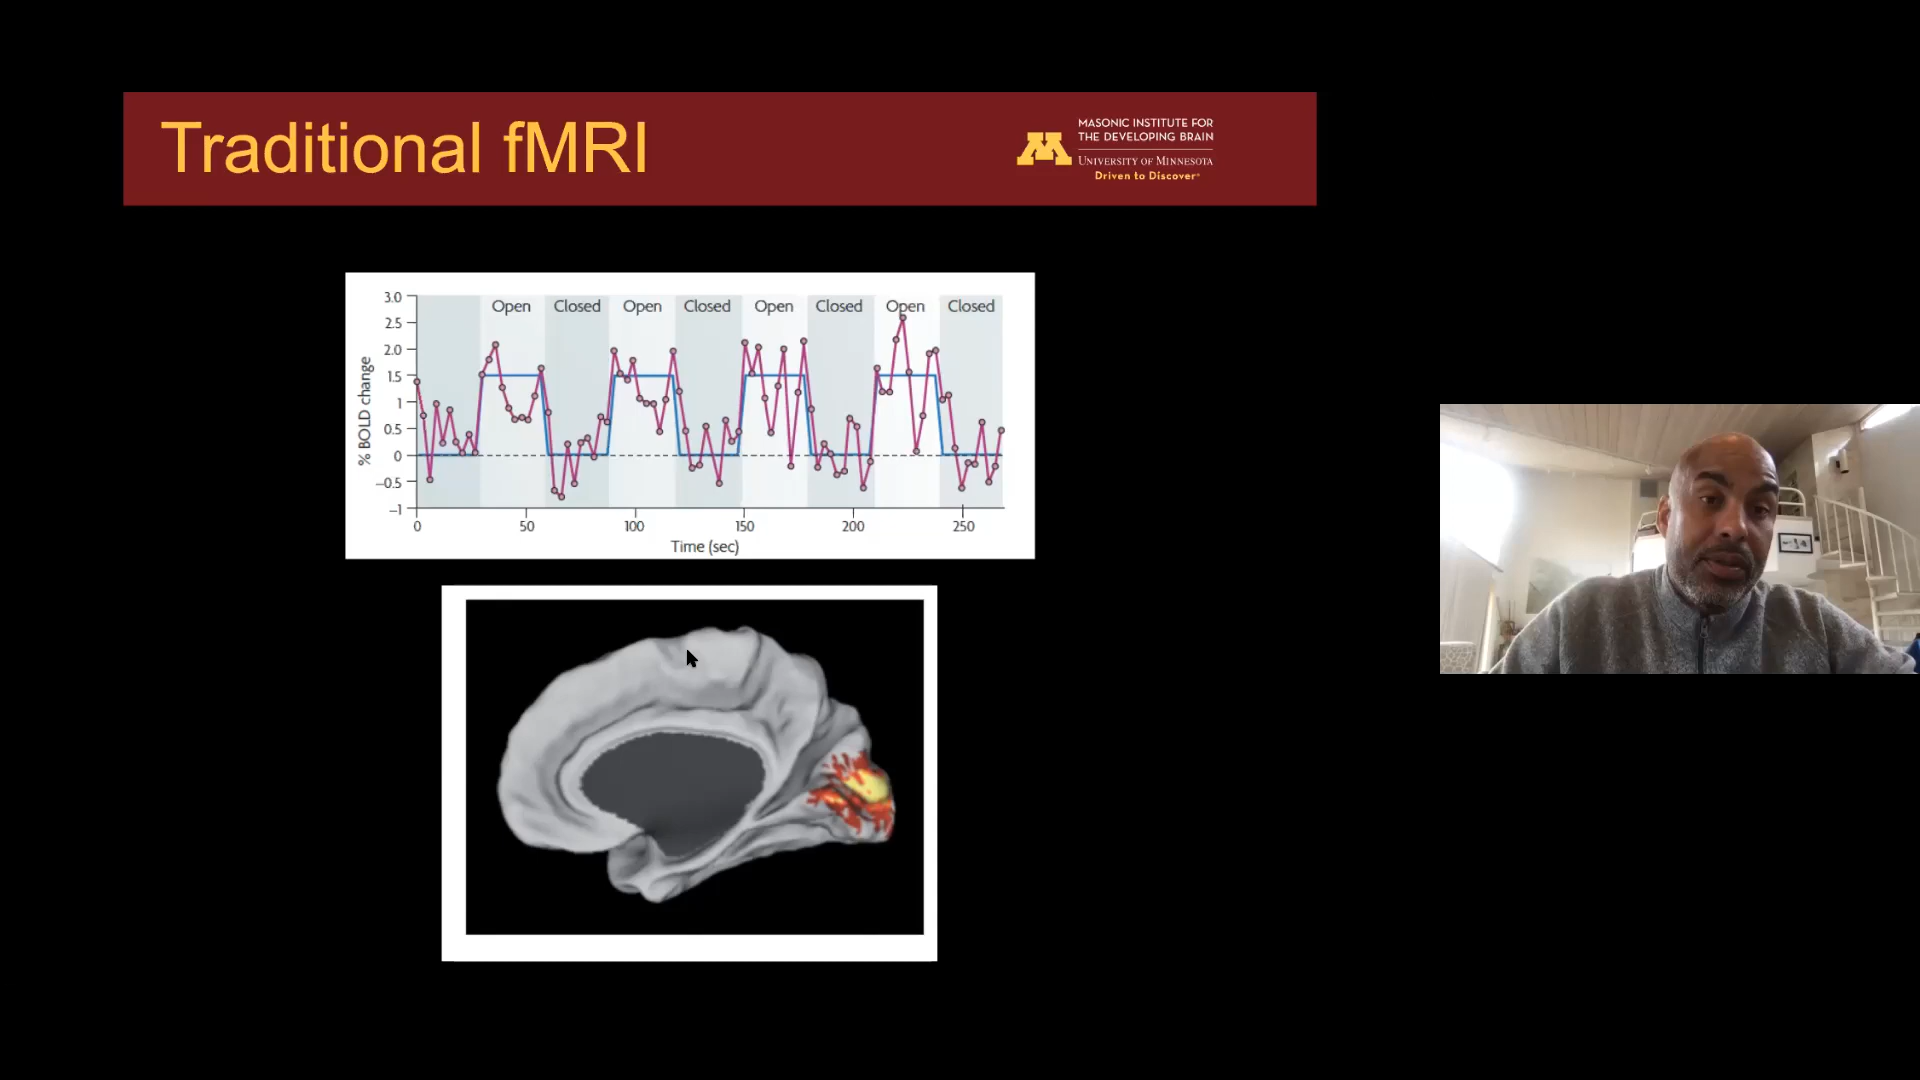 Traditional fMRI
MASONIC INSTITUTE FOR
THE DEVELOPING BRAIN
UNIVERSITY OF MINNESOTA
Driven to Discover®
Open Closed Open Closed Open Closed Open Closed
3.0
2.5
2.0
1.5
1
0.5
0
−0.5
−1
% BOLD change
0 50 100 150 200 250
Time (sec)